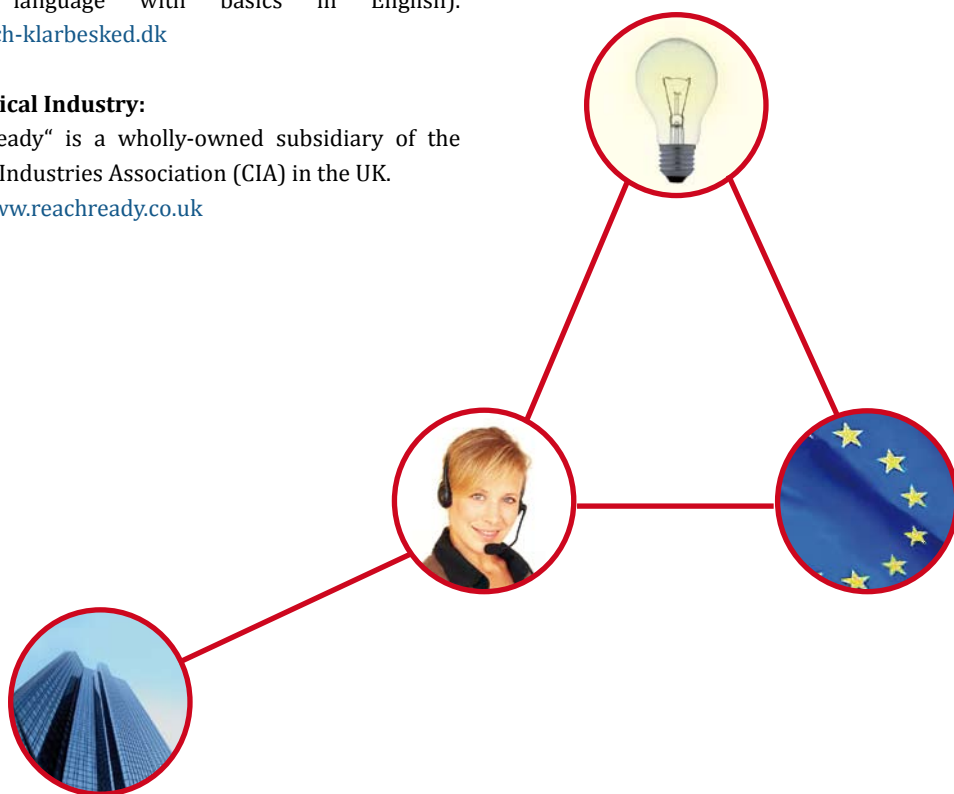 language with basics in English).
ch-klarbesked.dk
ical Industry:
eady“ is a wholly-owned subsidiary of the
Industries Association (CIA) in the UK.
ww.reachready.co.uk